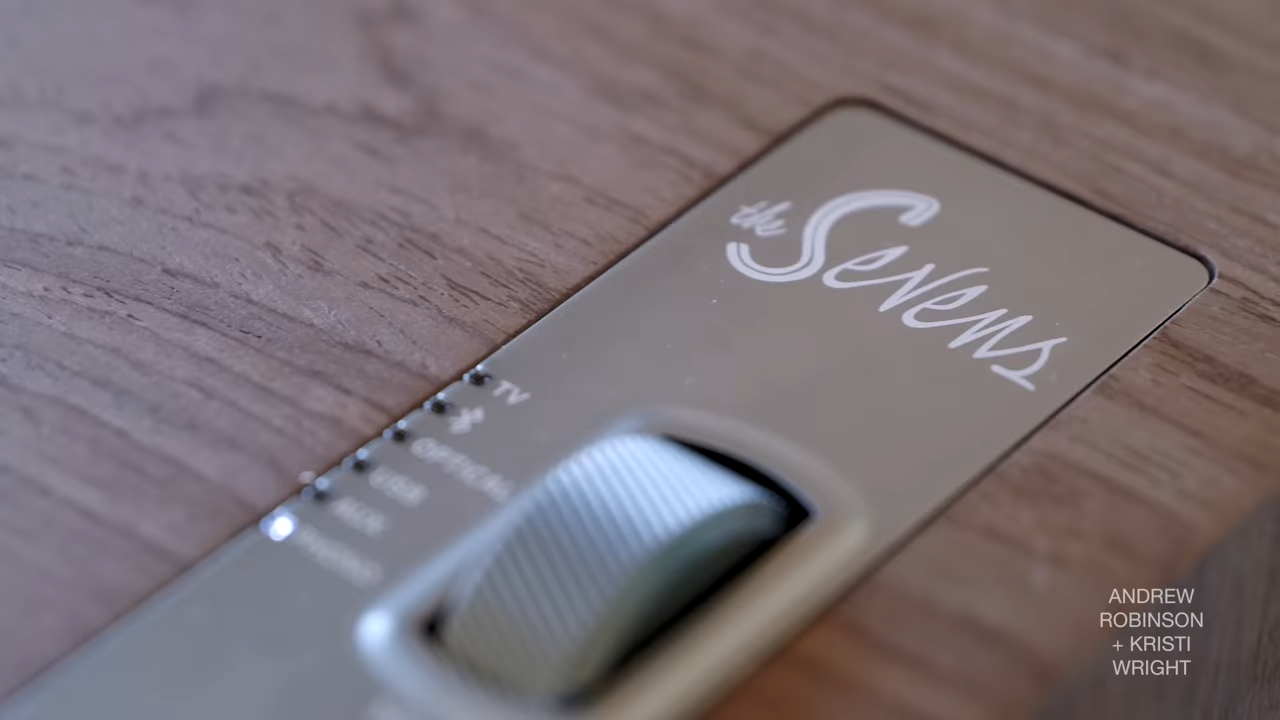 the Sevens
TV
OPTICAL
USB
AUX
PHONO
ANDREW
ROBINSON
+ KRISTI
WRIGHT